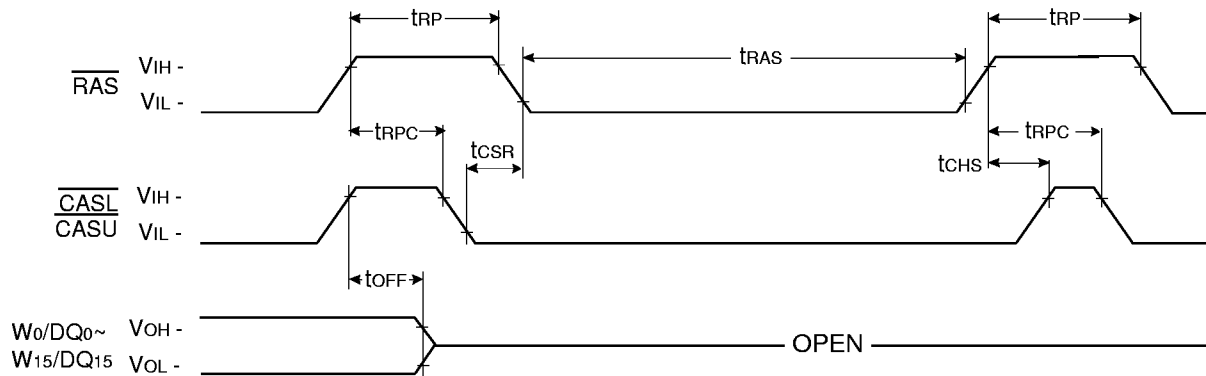 tRP
tRP
RAS
VIH -
VIL -
tRAS
tRPC
tCSR
tRPC
tCHS
CASL
CASU
VIH -
VIL -
tOFF
W0/DQ0~
W15/DQ15
VOH -
VOL -
OPEN